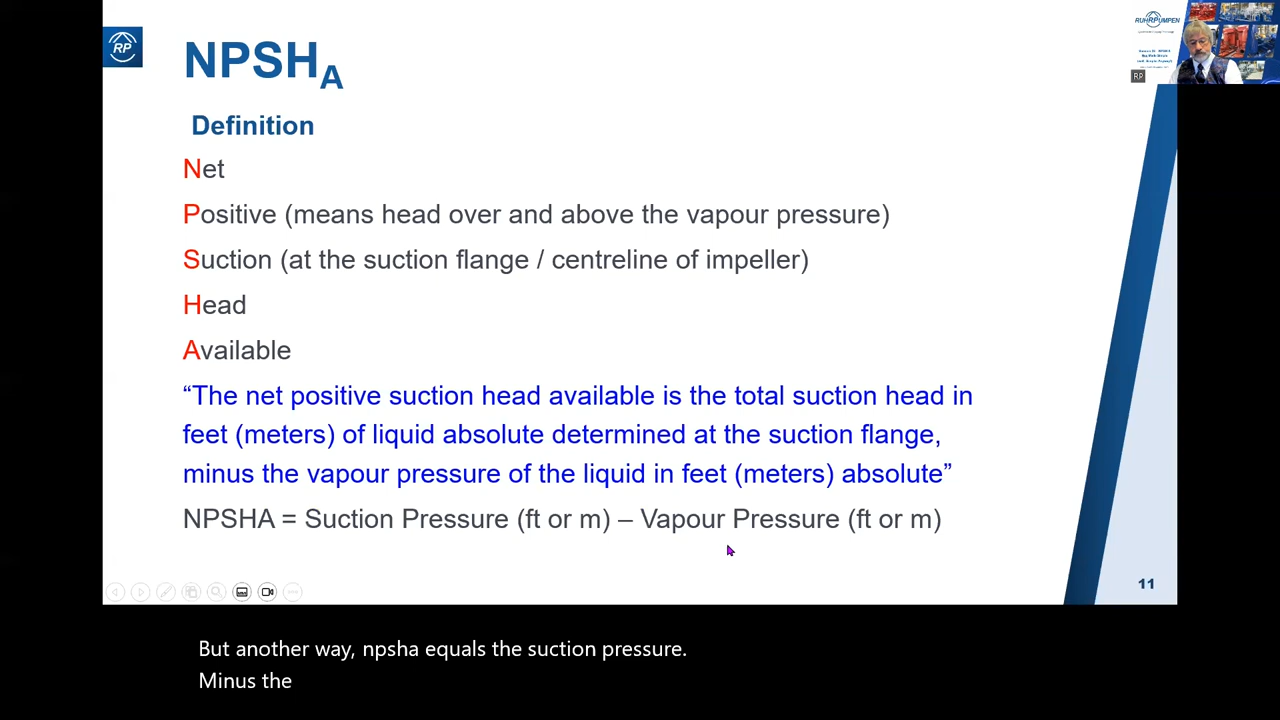 RP
NPSHA
RUHRPUMPEN
RP
Definition
Net
Positive (means head over and above the vapour pressure)
Suction (at the suction flange / centreline of impeller)
Head
Available
“The net positive suction head available is the total suction head in
feet (meters) of liquid absolute determined at the suction flange,
minus the vapour pressure of the liquid in feet (meters) absolute”
NPSHA = Suction Pressure (ft or m) – Vapour Pressure (ft or m)
11
But another way, npsha equals the suction pressure.
Minus the